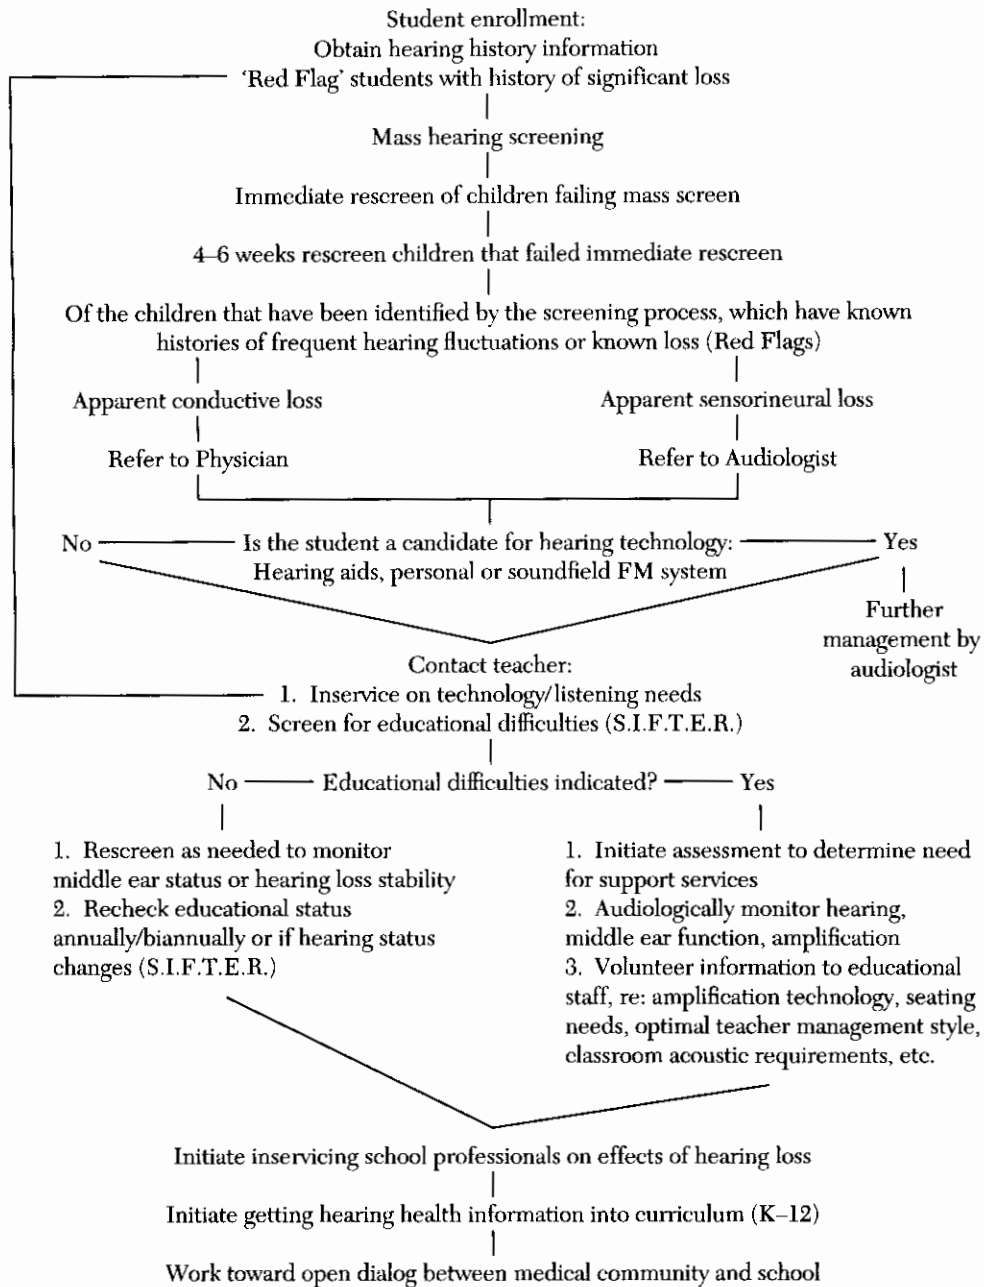 Student enrollment:
Obtain hearing history information
'Red Flag' students with history of significant loss
Mass hearing screening
Immediate rescreen of children failing mass screen
4–6 weeks rescreen children that failed immediate rescreen
Of the children that have been identified by the screening process, which have known
histories of frequent hearing fluctuations or known loss (Red Flags)
Apparent conductive loss
Apparent sensorineural loss
Refer to Physician
Refer to Audiologist
No
Is the student a candidate for hearing technology:
Hearing aids, personal or soundfield FM system
Yes
Further
management by
audiologist
Contact teacher:
1. Inservice on technology/listening needs
2. Screen for educational difficulties (S.I.F.T.E.R.)
No
Educational difficulties indicated?
Yes
1. Rescreen as needed to monitor
middle ear status or hearing loss stability
2. Recheck educational status
annually/biannually or if hearing status
changes (S.I.F.T.E.R.)
1. Initiate assessment to determine need
for support services
2. Audiologically monitor hearing,
middle ear function, amplification
3. Volunteer information to educational
staff, re: amplification technology, seating
needs, optimal teacher management style,
classroom acoustic requirements, etc.
Initiate inservicing school professionals on effects of hearing loss
Initiate getting hearing health information into curriculum (K–12)
Work toward open dialog between medical community and school